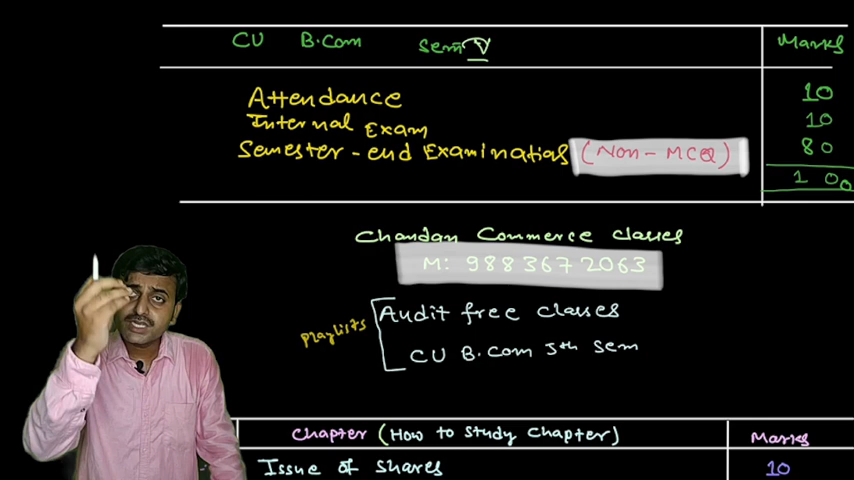 CU B.Com Sem V Marks
Attendance 10
Internal Exam 10
Semester-end Examinations (Non-MCQ) 80
100
Chandan Commerce Classes
M: 9883672063
playlists
Audit free classes
CU B.Com 5th Sem
Chapter (How to Study Chapter) Marks
Issue of Shares 10